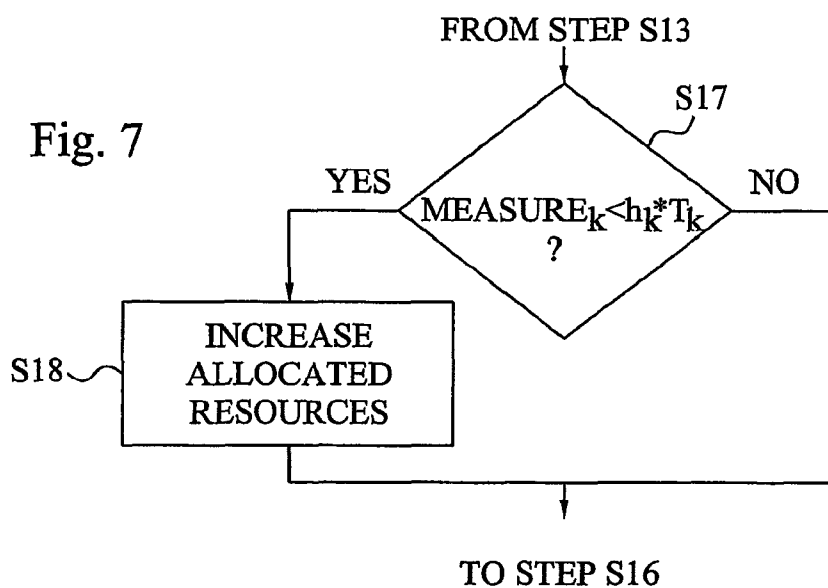 FROM STEP S13
S17
Fig. 7
YES
NO
MEASUREₖ<hₖ*Tₖ
?
INCREASE
ALLOCATED
RESOURCES
S18
TO STEP S16